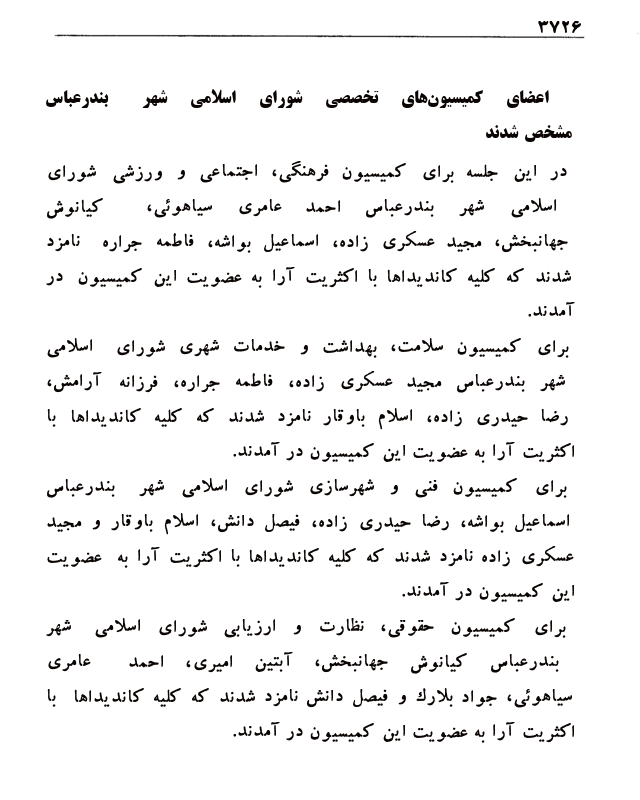 ۳۷۲۶
اعضای کمیسیون‌های تخصصی شورای اسلامی شهر بندرعباس
مشخص شدند
در این جلسه برای کمیسیون فرهنگی، اجتماعی و ورزشی شورای
اسلامی شهر بندرعباس احمد عامری سیاهوئی، کیانوش
جهانبخش، مجید عسکری زاده، اسماعیل بواشه، فاطمه جراره نامزد
شدند که کلیه کاندیداها با اکثریت آرا به عضویت این کمیسیون در
آمدند.
برای کمیسیون سلامت، بهداشت و خدمات شهری شورای اسلامی
شهر بندرعباس مجید عسکری زاده، فاطمه جراره، فرزانه آرامش،
رضا حیدری زاده، اسلام باوقار نامزد شدند که کلیه کاندیداها با
اکثریت آرا به عضویت این کمیسیون در آمدند.
برای کمیسیون فنی و شهرسازی شورای اسلامی شهر بندرعباس
اسماعیل بواشه، رضا حیدری زاده، فیصل دانش، اسلام باوقار و مجید
عسکری زاده نامزد شدند که کلیه کاندیداها با اکثریت آرا به عضویت
این کمیسیون در آمدند.
برای کمیسیون حقوقی، نظارت و ارزیابی شورای اسلامی شهر
بندرعباس کیانوش جهانبخش، آبتین امیری، احمد عامری
سیاهوئی، جواد بلارک و فیصل دانش نامزد شدند که کلیه کاندیداها با
اکثریت آرا به عضویت این کمیسیون در آمدند.